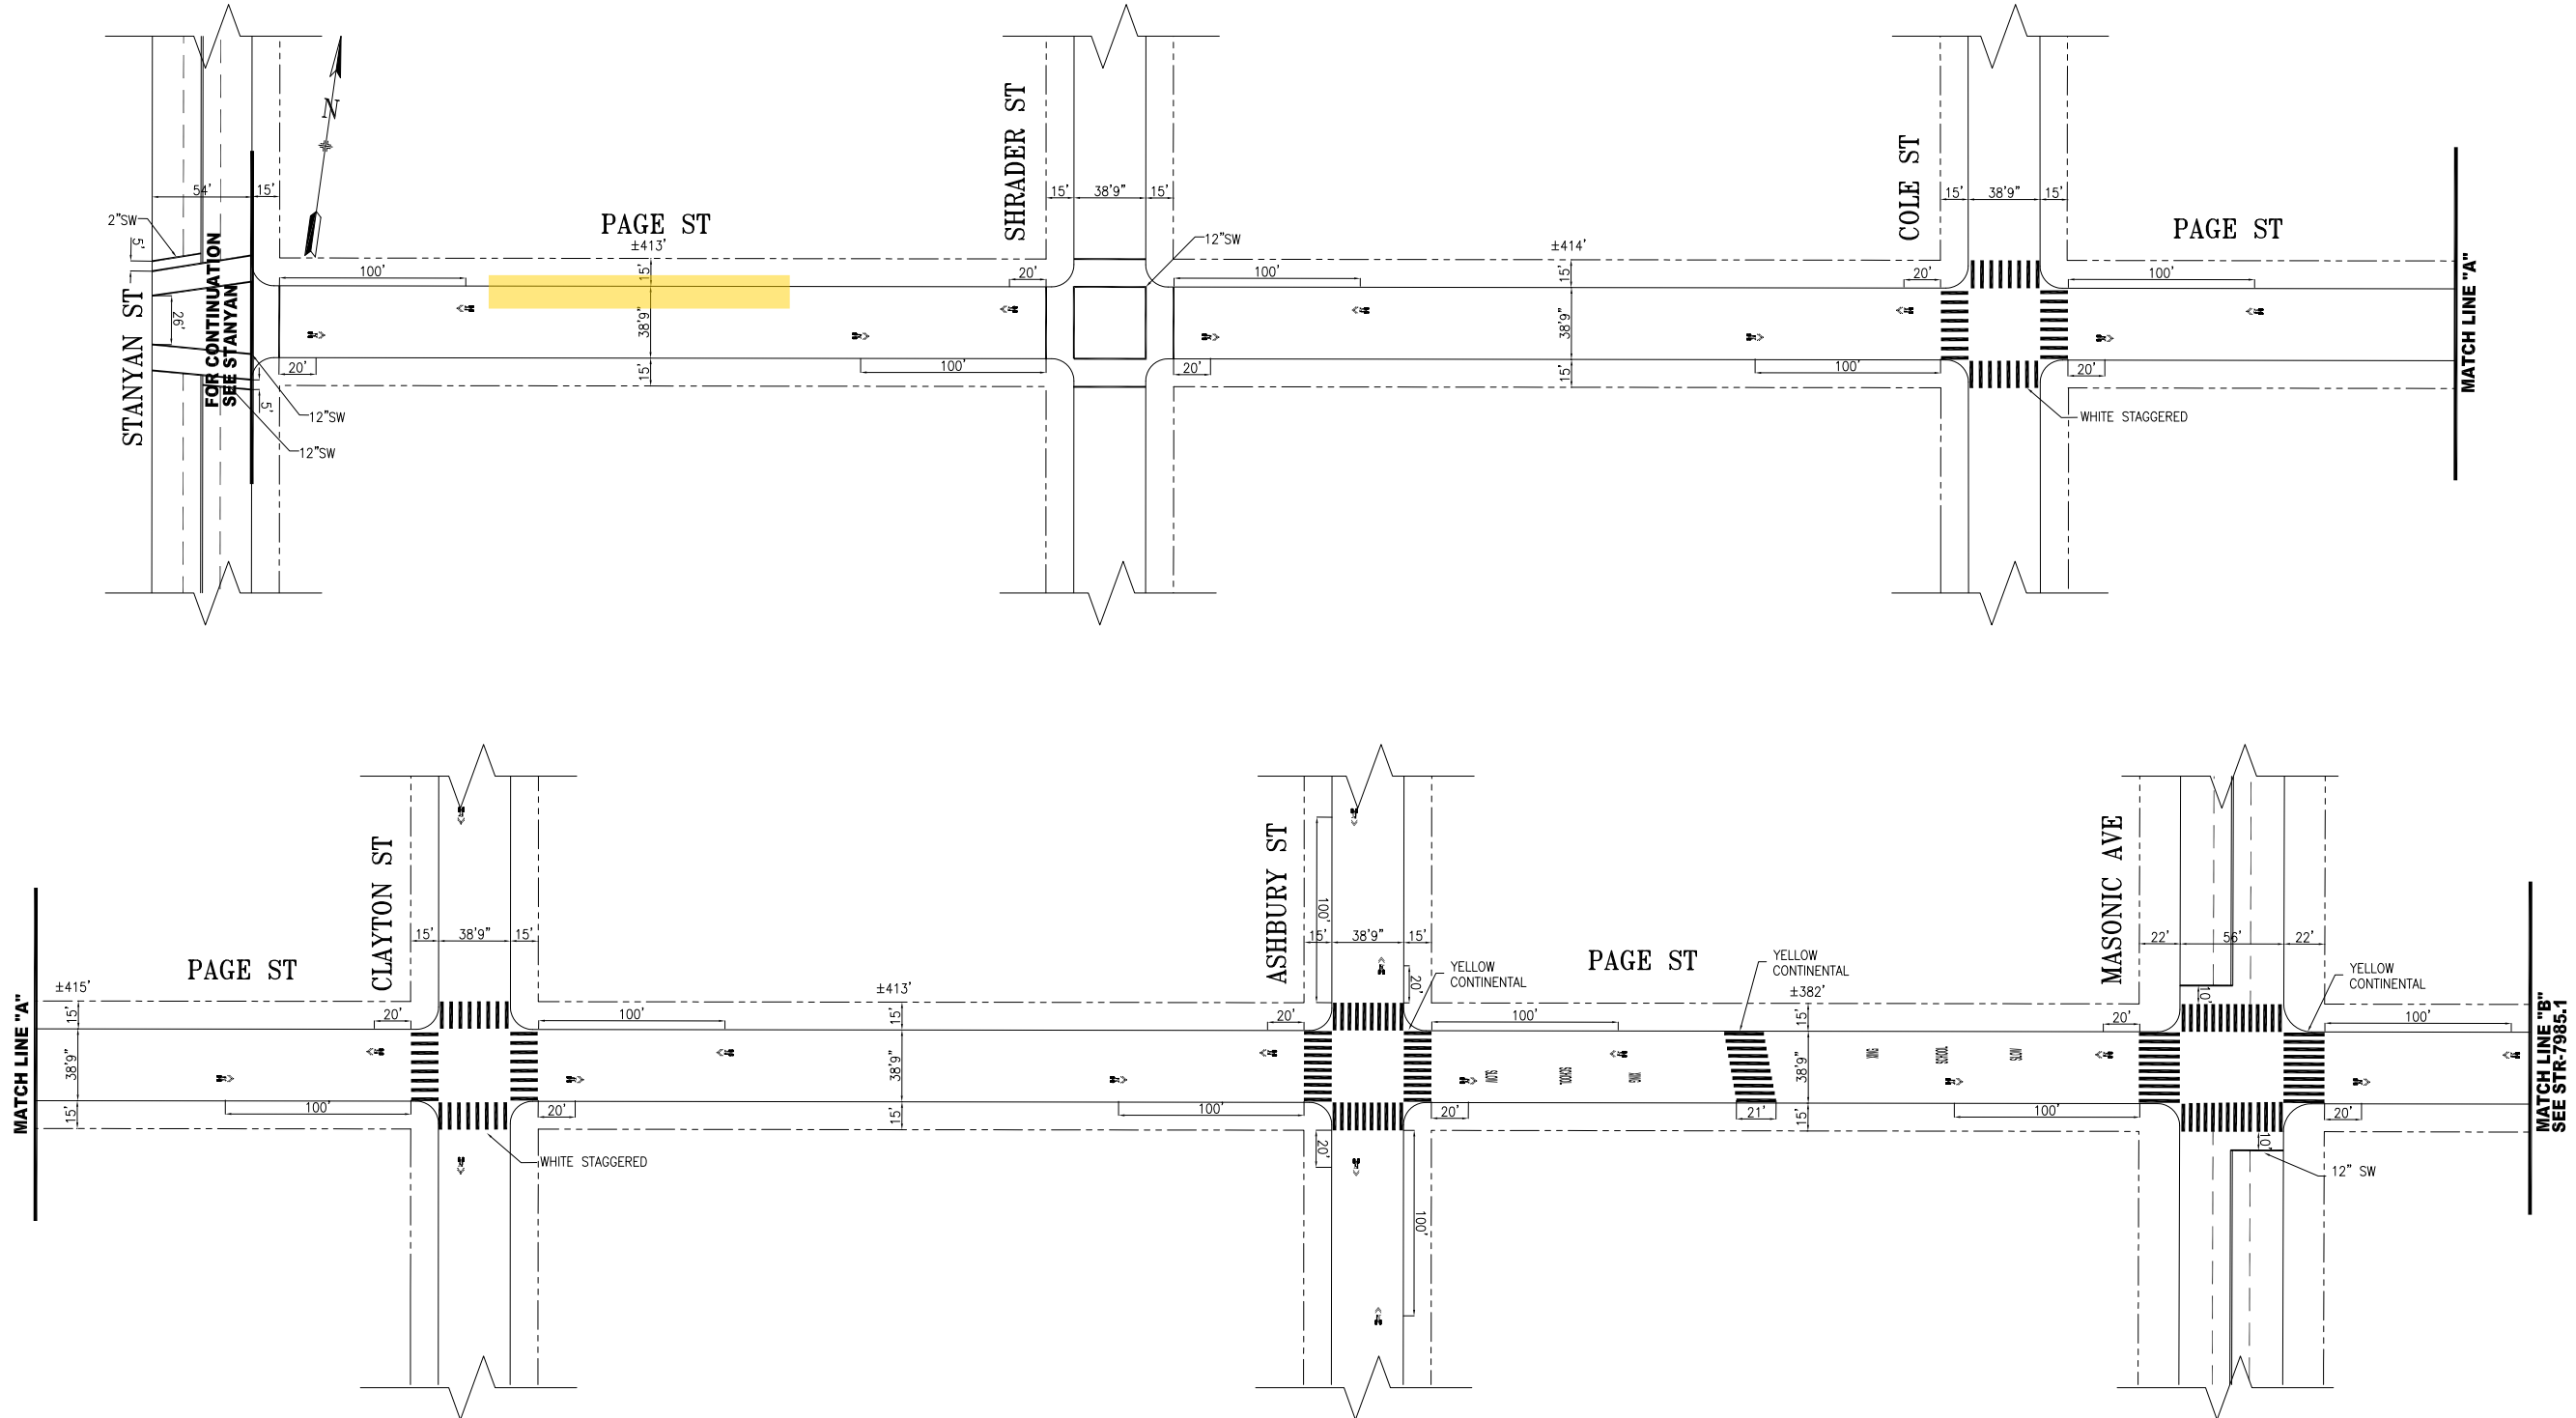 N
SHRADER ST
COLE ST
54'
15'
15'
38'9"
15'
15'
38'9"
15'
2"SW
PAGE ST
PAGE ST
5'
±413'
12"SW
±414'
FOR CONTINUATION
SEE STANYAN
100'
15'
20'
100'
15'
20'
100'
STANYAN ST
26'
38'9"
38'9"
MATCH LINE "A"
20'
15'
100'
20'
15'
100'
20'
5'
12"SW
12"SW
WHITE STAGGERED
CLAYTON ST
ASHBURY ST
MASONIC AVE
100'
15'
38'9"
15'
15'
38'9"
15'
22'
56'
22'
PAGE ST
PAGE ST
YELLOW
CONTINENTAL
YELLOW
CONTINENTAL
YELLOW
CONTINENTAL
20'
±415'
±413'
±382'
MATCH LINE "A"
15'
20'
100'
15'
20'
100'
15'
20'
10'
100'
38'9"
38'9"
SLOW
SCHOOL
XING
38'9"
XING
SCHOOL
SLOW
MATCH LINE "B"
SEE STR-7985.1
15'
100'
20'
15'
100'
20'
21'
15'
100'
20'
WHITE STAGGERED
20'
10'
12" SW
100'